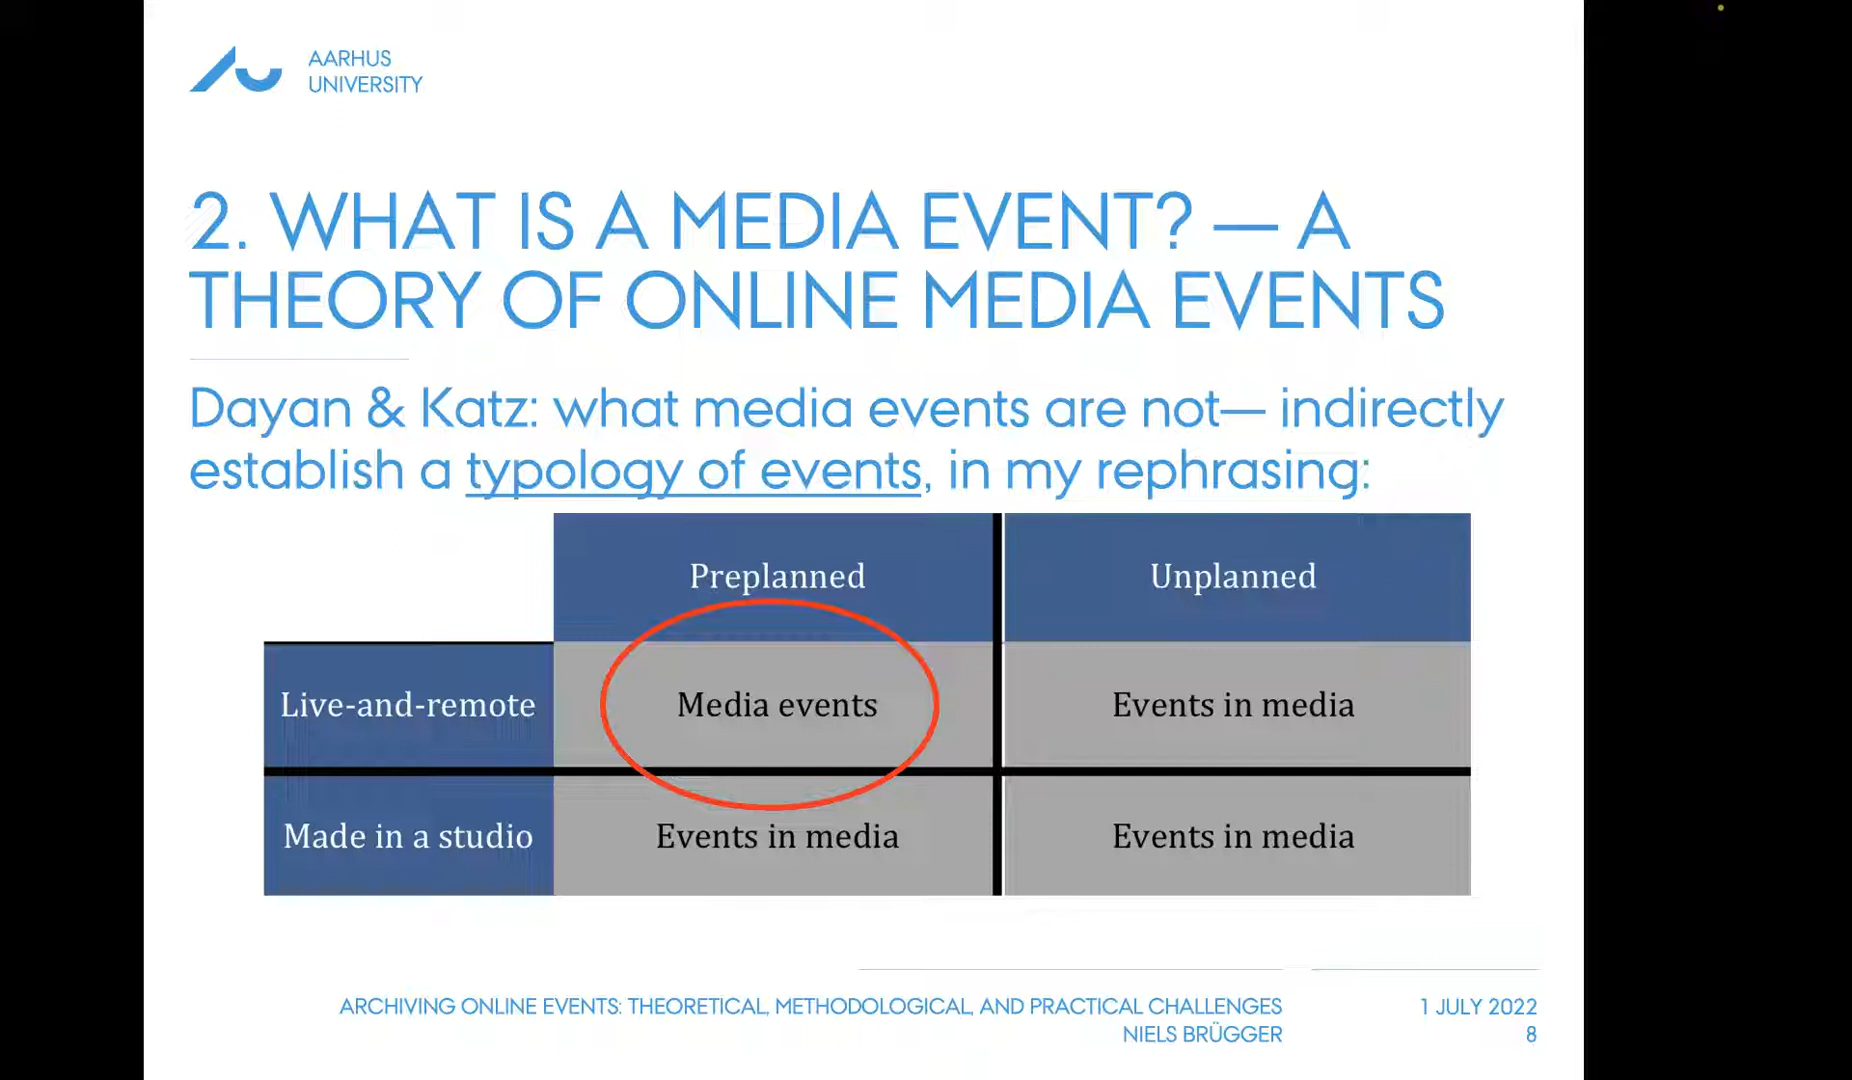 AARHUS
UNIVERSITY
2. WHAT IS A MEDIA EVENT? — A
THEORY OF ONLINE MEDIA EVENTS
Dayan & Katz: what media events are not— indirectly
establish a typology of events, in my rephrasing:
Preplanned Unplanned
Live-and-remote Media events Events in media
Made in a studio Events in media Events in media
ARCHIVING ONLINE EVENTS: THEORETICAL, METHODOLOGICAL, AND PRACTICAL CHALLENGES 1 JULY 2022
NIELS BRÜGGER 8